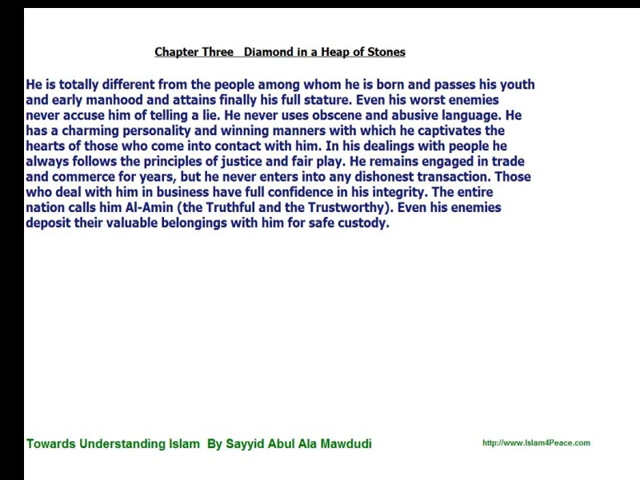 Chapter Three   Diamond in a Heap of Stones
He is totally different from the people among whom he is born and passes his youth
and early manhood and attains finally his full stature. Even his worst enemies
never accuse him of telling a lie. He never uses obscene and abusive language. He
has a charming personality and winning manners with which he captivates the
hearts of those who come into contact with him. In his dealings with people he
always follows the principles of justice and fair play. He remains engaged in trade
and commerce for years, but he never enters into any dishonest transaction. Those
who deal with him in business have full confidence in his integrity. The entire
nation calls him Al-Amin (the Truthful and the Trustworthy). Even his enemies
deposit their valuable belongings with him for safe custody.
Towards Understanding Islam  By Sayyid Abul Ala Mawdudi
http://www.Islam4Peace.com